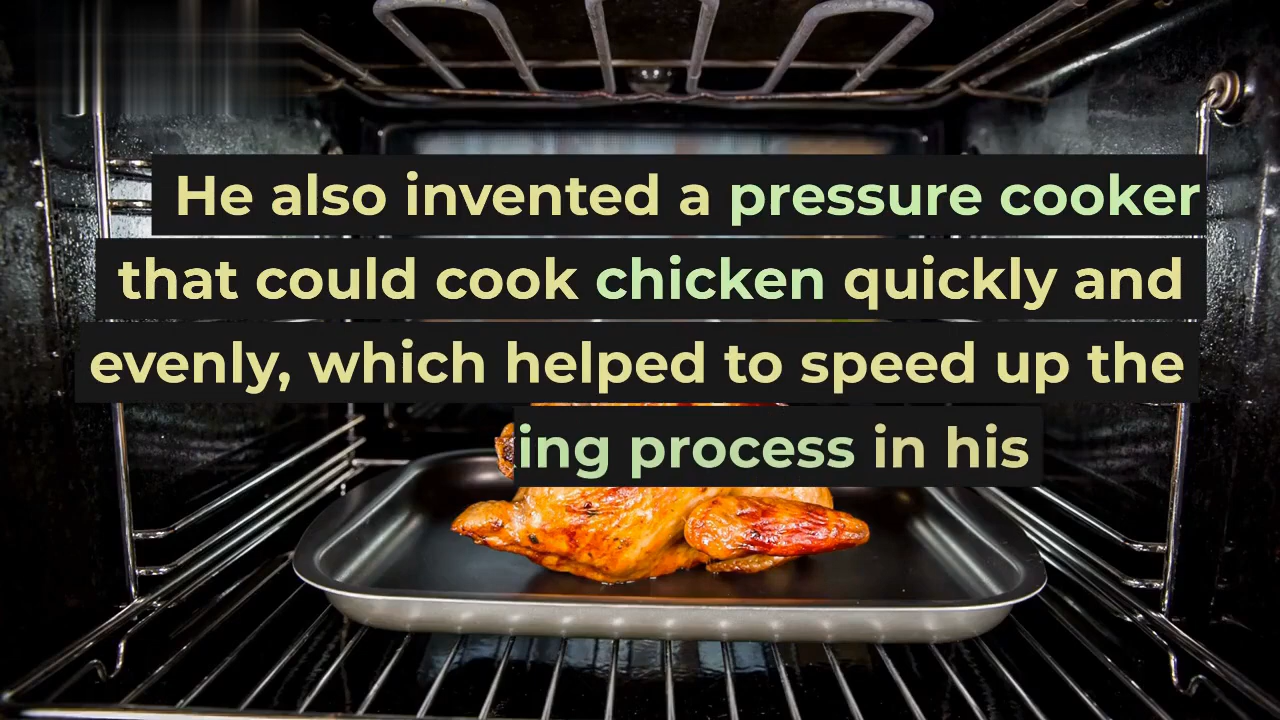 He also invented a pressure cooker
that could cook chicken quickly and
evenly, which helped to speed up the
ing process in his